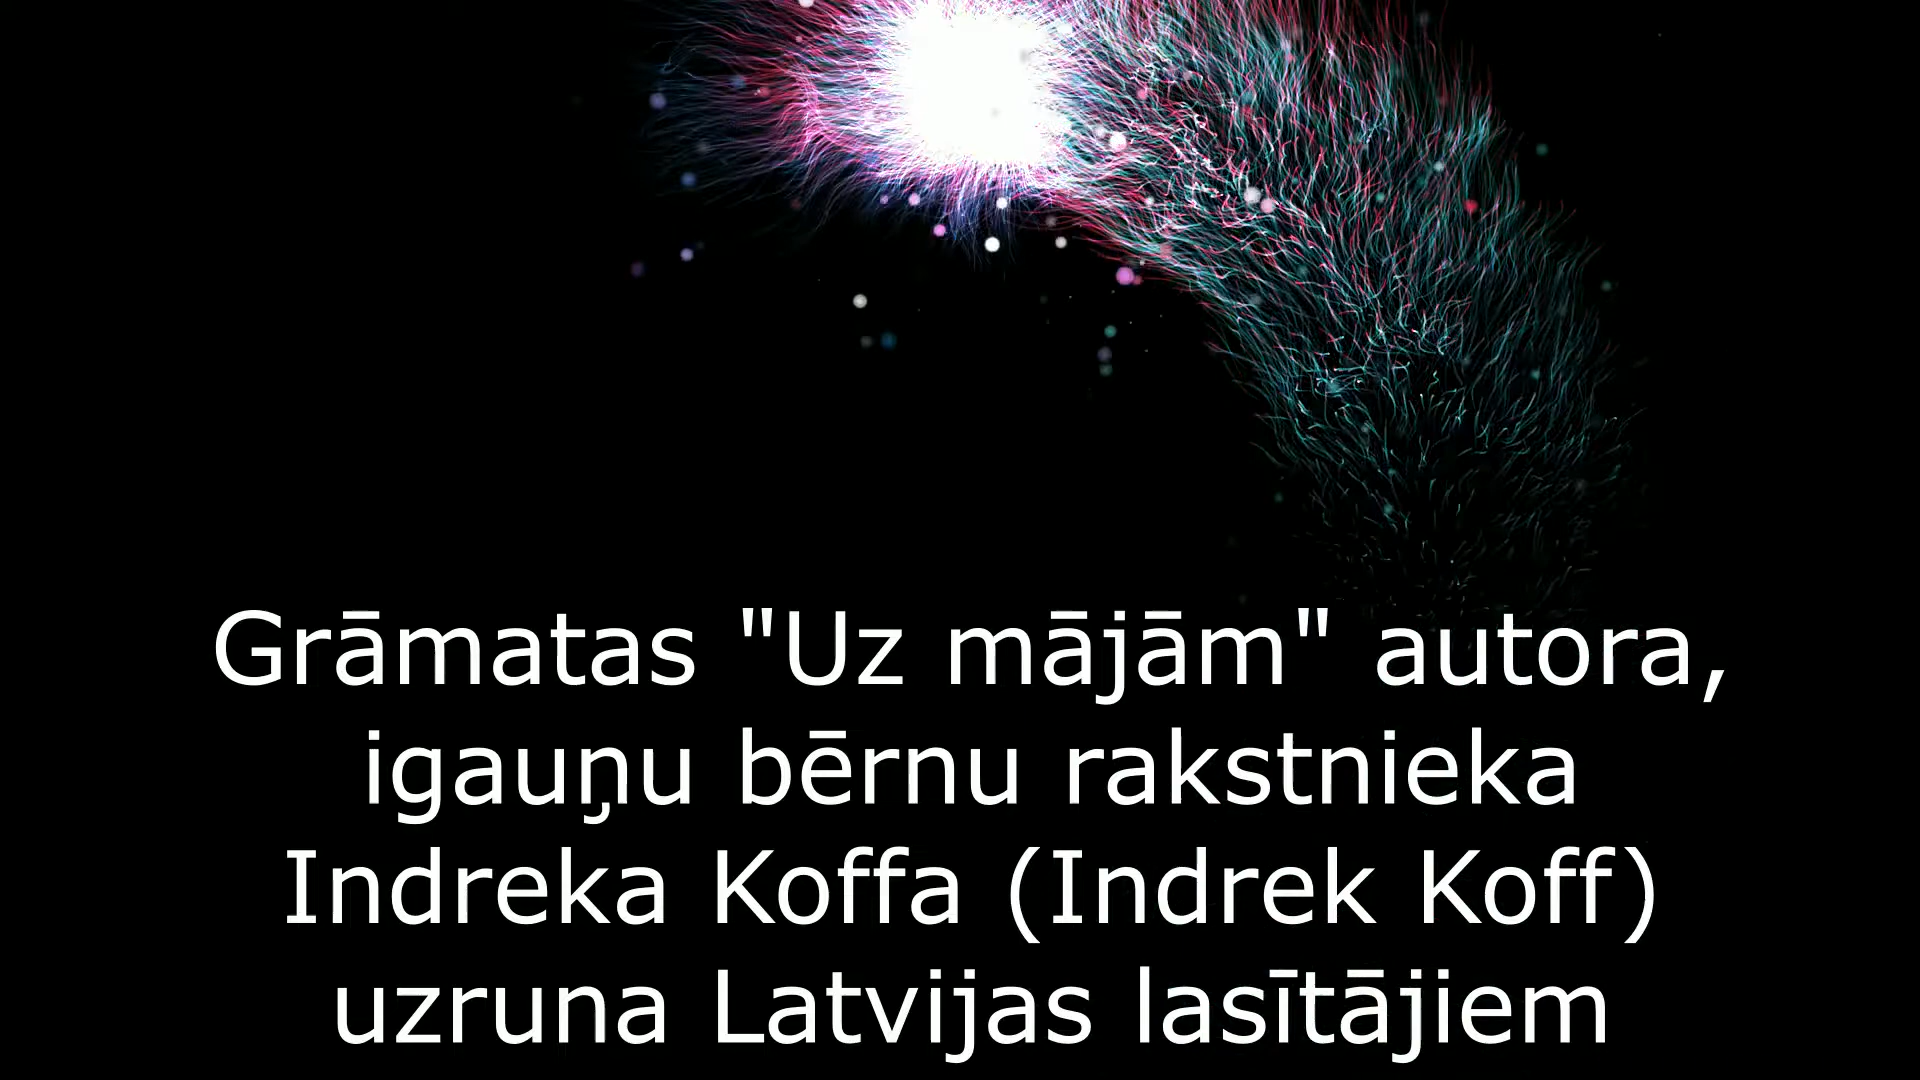 Grāmatas "Uz mājām" autora,
igauņu bērnu rakstnieka
Indreka Koffa (Indrek Koff)
uzruna Latvijas lasītājiem